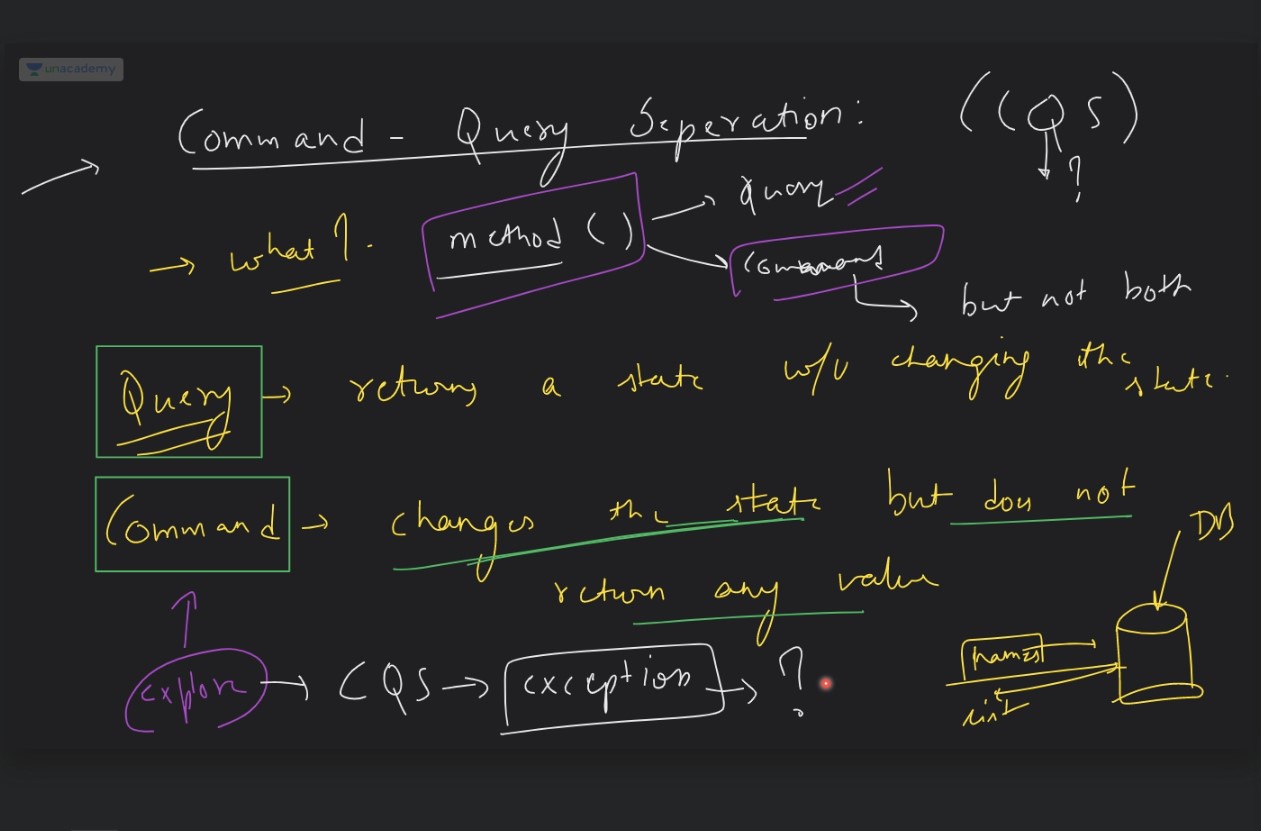 unacademy
Command - Query Seperation: (CQS)
?
→ what?
method () → Query
→ Command
but not both
Query → returns a state w/o changing the state.
Command → changes the state but does not
return any value
DB
names
list
explore → CQS → exception → ?